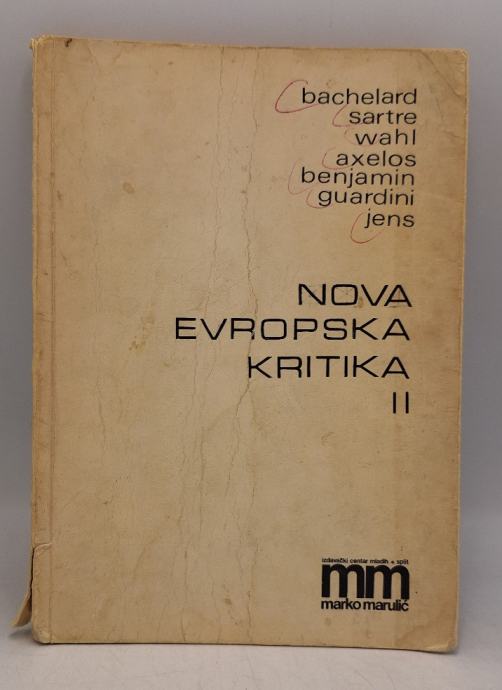 bachelard
sartre
wahl
axelos
benjamin
guardini
jens
NOVA
EVROPSKA
KRITIKA
II
izdavački centar mladih • split
mm
marko marulić